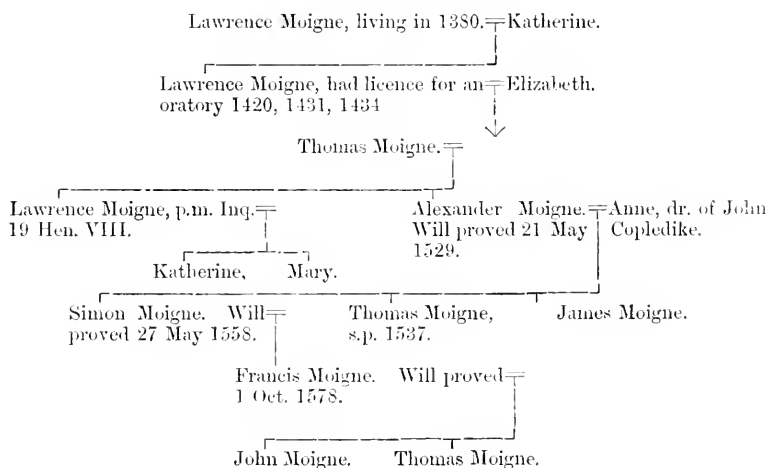 Lawrence Moigne, living in 1380. Katherine.
Lawrence Moigne, had licence for an Elizabeth.
oratory 1420, 1431, 1434
Thomas Moigne.
Lawrence Moigne, p.m. Inq.
19 Hen. VIII.
Alexander Moigne.
Will proved 21 May
1529.
Anne, dr. of John
Copledike.
Katherine, Mary.
Simon Moigne. Will
proved 27 May 1558.
Thomas Moigne,
s.p. 1537.
James Moigne.
Francis Moigne. Will proved
1 Oct. 1578.
John Moigne. Thomas Moigne.